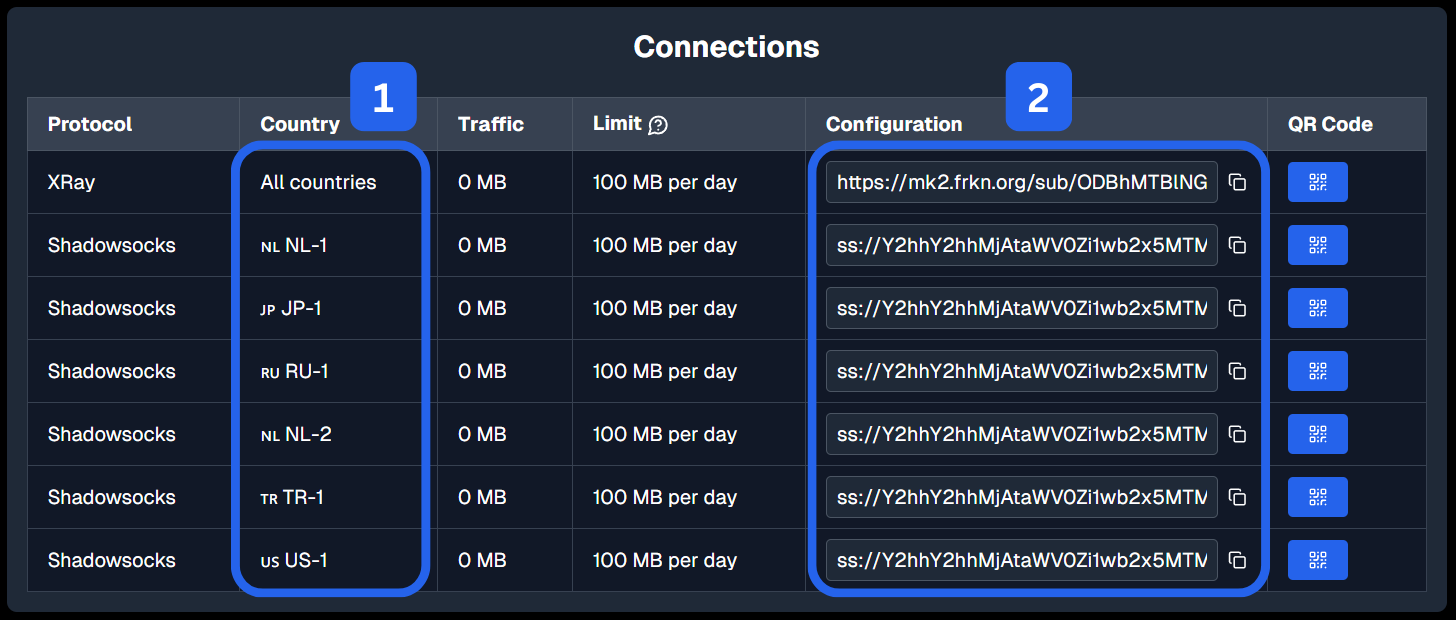 Connections
1
2
Protocol Country Traffic Limit Configuration QR Code
XRay All countries 0 MB 100 MB per day https://mk2.frkn.org/sub/ODBhMTBlNG
Shadowsocks NL NL-1 0 MB 100 MB per day ss://Y2hhY2hhMjAtaWV0Zi1wb2x5MTM
Shadowsocks JP JP-1 0 MB 100 MB per day ss://Y2hhY2hhMjAtaWV0Zi1wb2x5MTM
Shadowsocks RU RU-1 0 MB 100 MB per day ss://Y2hhY2hhMjAtaWV0Zi1wb2x5MTM
Shadowsocks NL NL-2 0 MB 100 MB per day ss://Y2hhY2hhMjAtaWV0Zi1wb2x5MTM
Shadowsocks TR TR-1 0 MB 100 MB per day ss://Y2hhY2hhMjAtaWV0Zi1wb2x5MTM
Shadowsocks US US-1 0 MB 100 MB per day ss://Y2hhY2hhMjAtaWV0Zi1wb2x5MTM